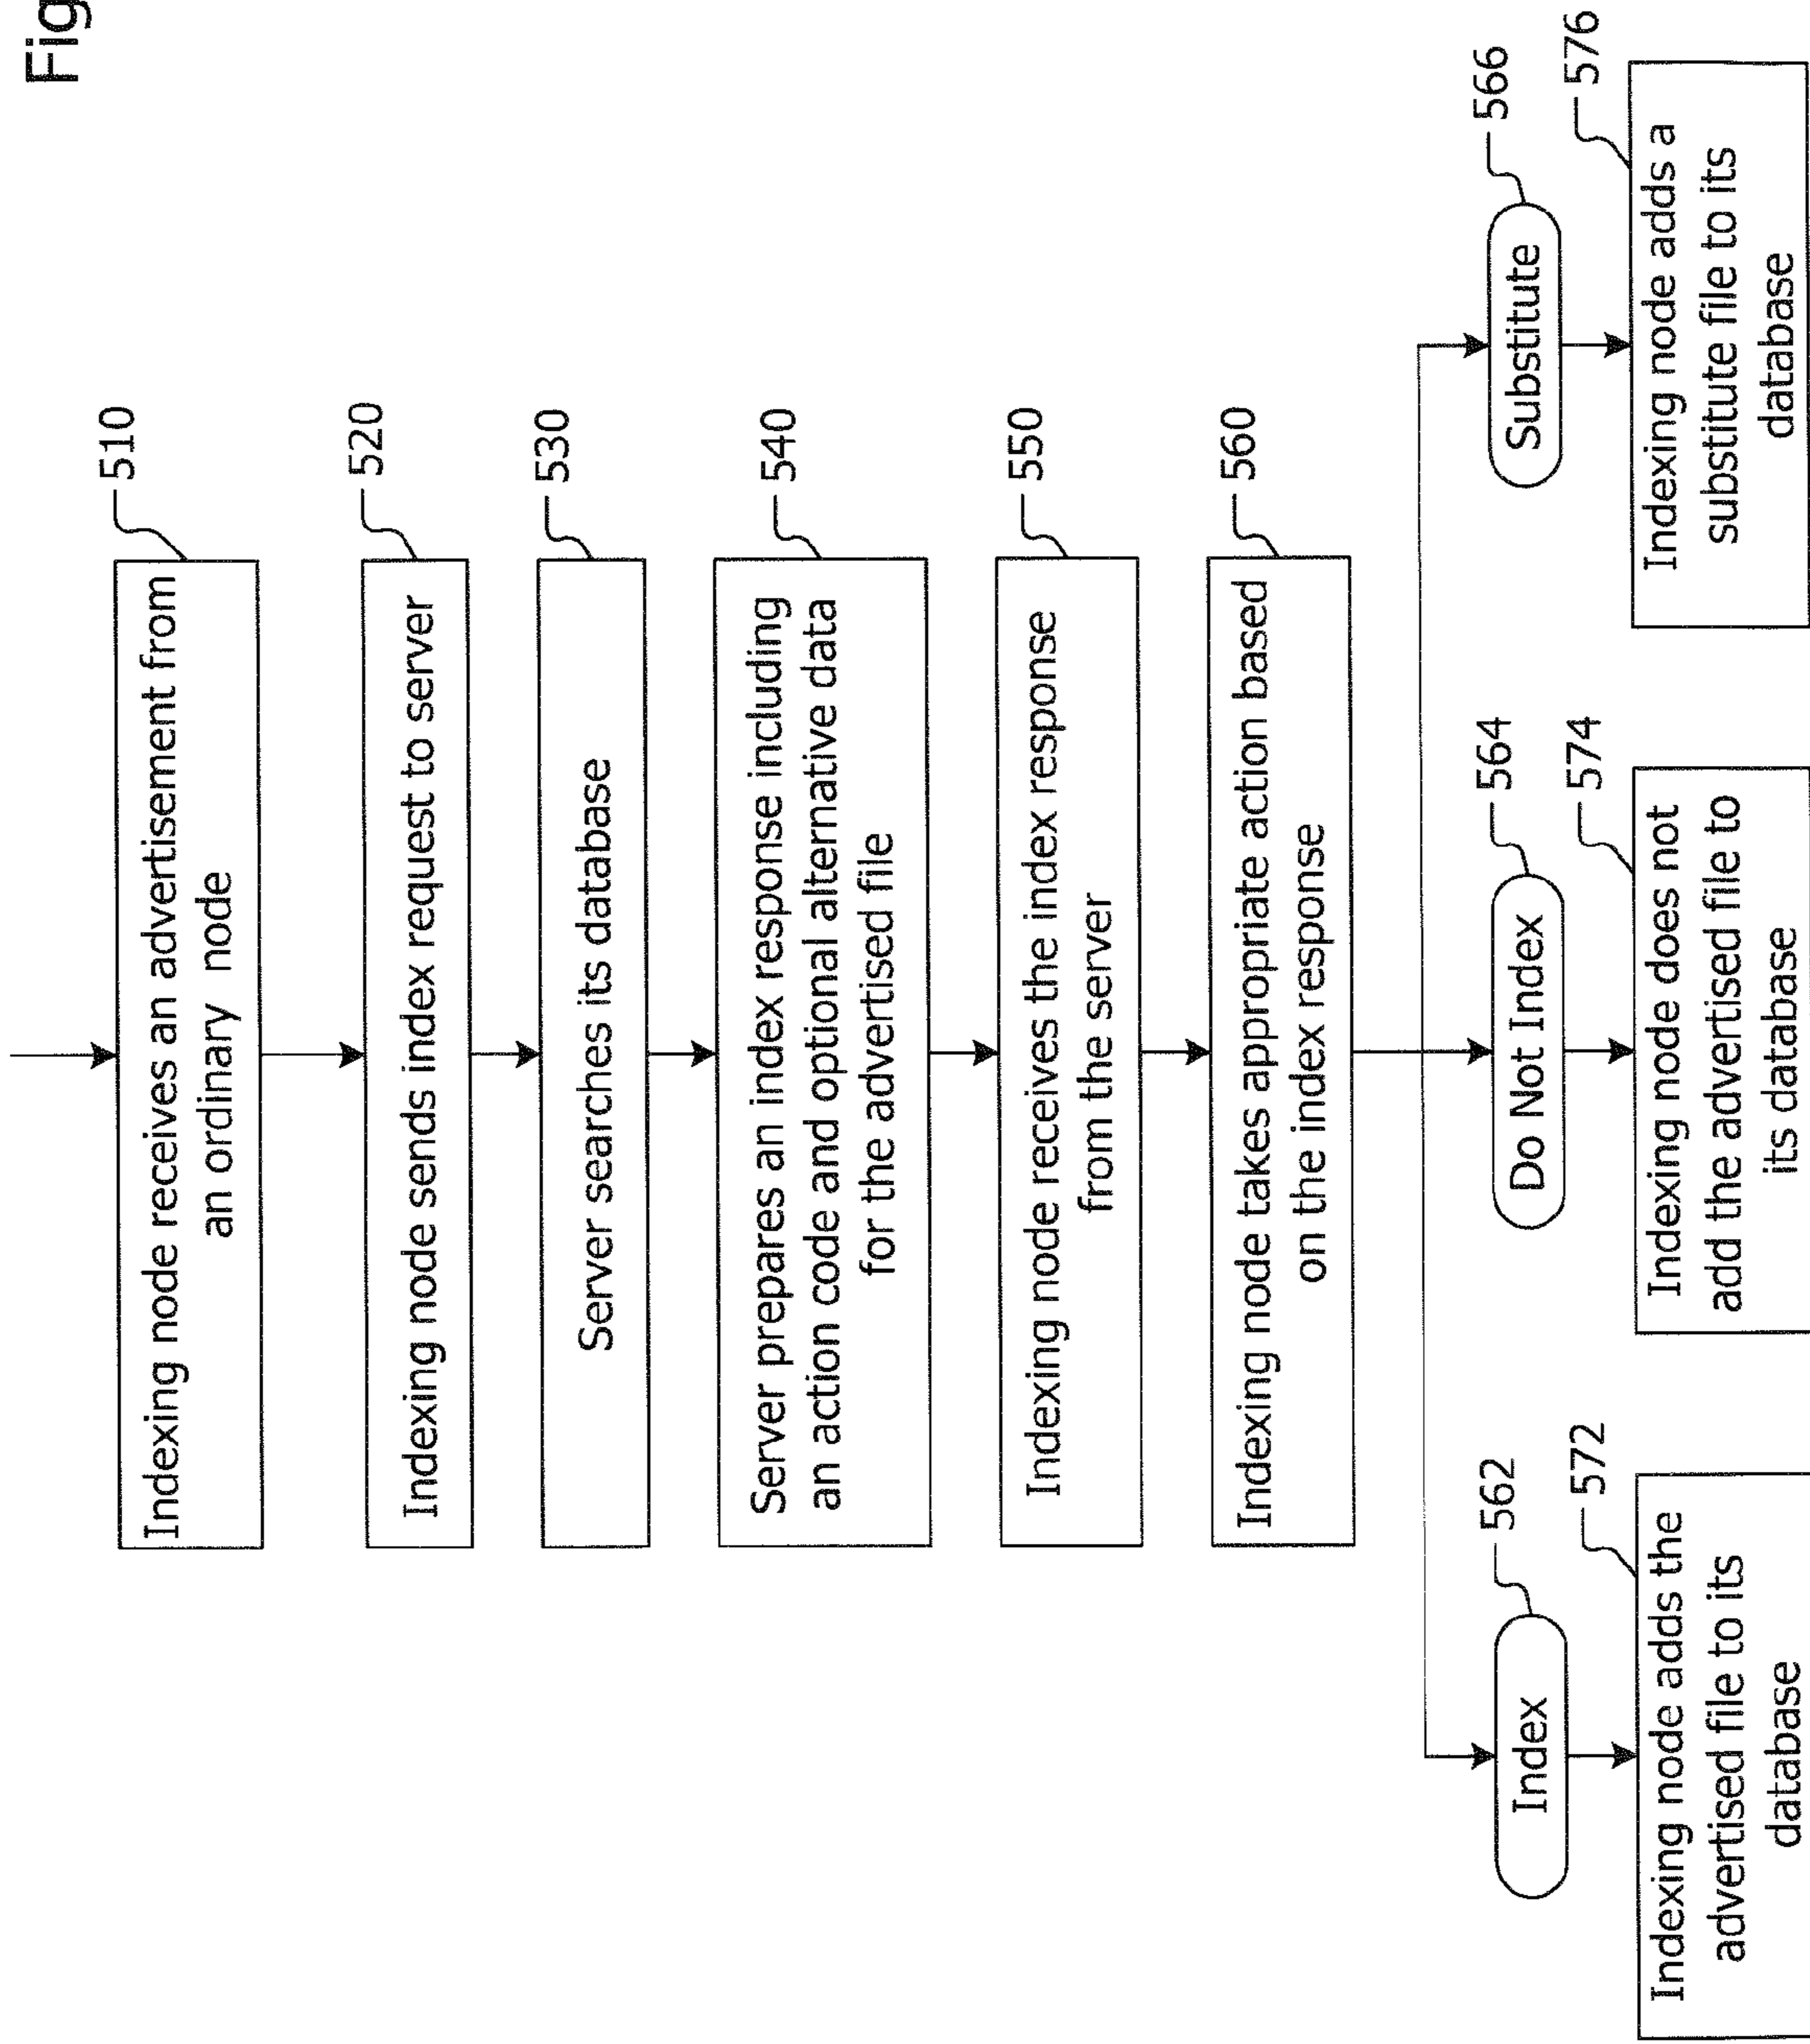 Fig
510
Indexing node receives an advertisement from
an ordinary node
520
Indexing node sends index request to server
530
Server searches its database
540
Server prepares an index response including
an action code and optional alternative data
for the advertised file
550
Indexing node receives the index response
from the server
560
Indexing node takes appropriate action based
on the index response
562
Index
564
Do Not Index
566
Substitute
572
Indexing node adds the
advertised file to its
database
574
Indexing node does not
add the advertised file to
its database
576
Indexing node adds a
substitute file to its
database